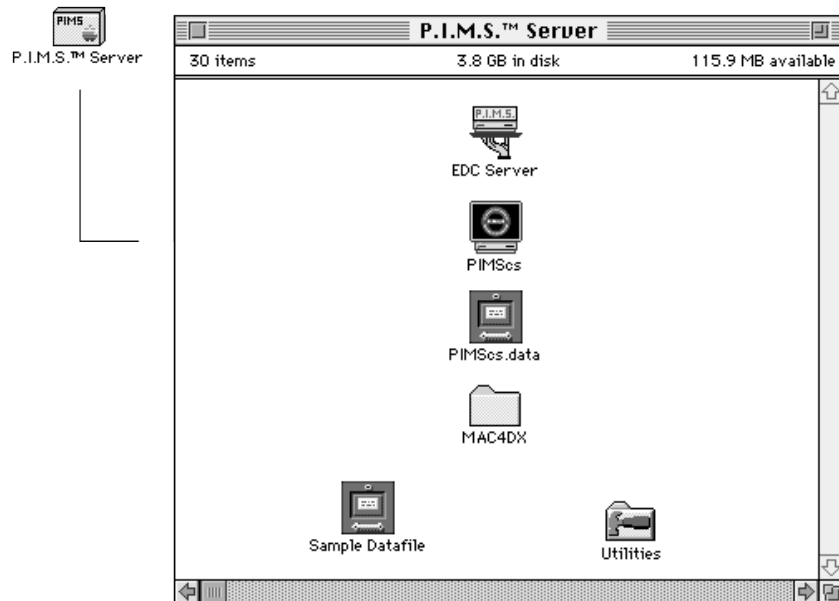 PIMS
P.I.M.S.™ Server
P.I.M.S.™ Server
30 items 3.8 GB in disk 115.9 MB available
P.I.M.S.
EDC Server
PIMScs
PIMScs.data
MAC4DX
Sample Datafile
Utilities